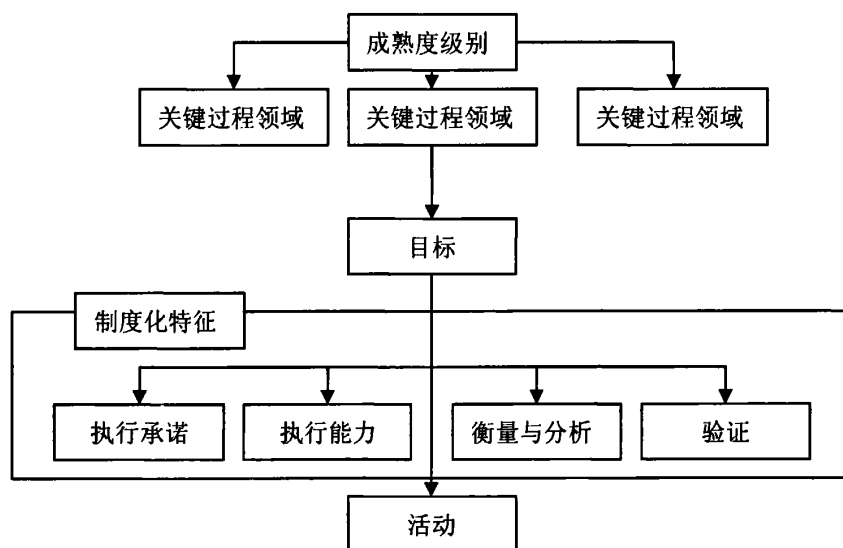 成熟度级别
关键过程领域
关键过程领域
关键过程领域
目标
制度化特征
执行承诺
执行能力
衡量与分析
验证
活动